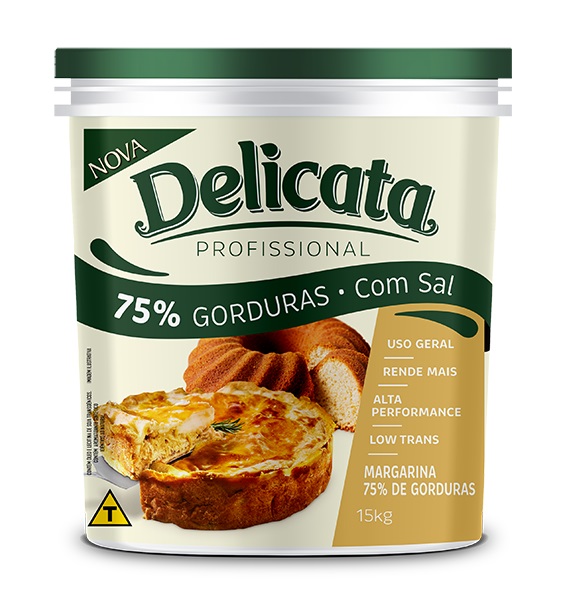 NOVA
Delicata
PROFISSIONAL
75% GORDURAS • Com Sal
USO GERAL
RENDE MAIS
ALTA
PERFORMANCE
LOW TRANS
MARGARINA
75% DE GORDURAS
15kg
T